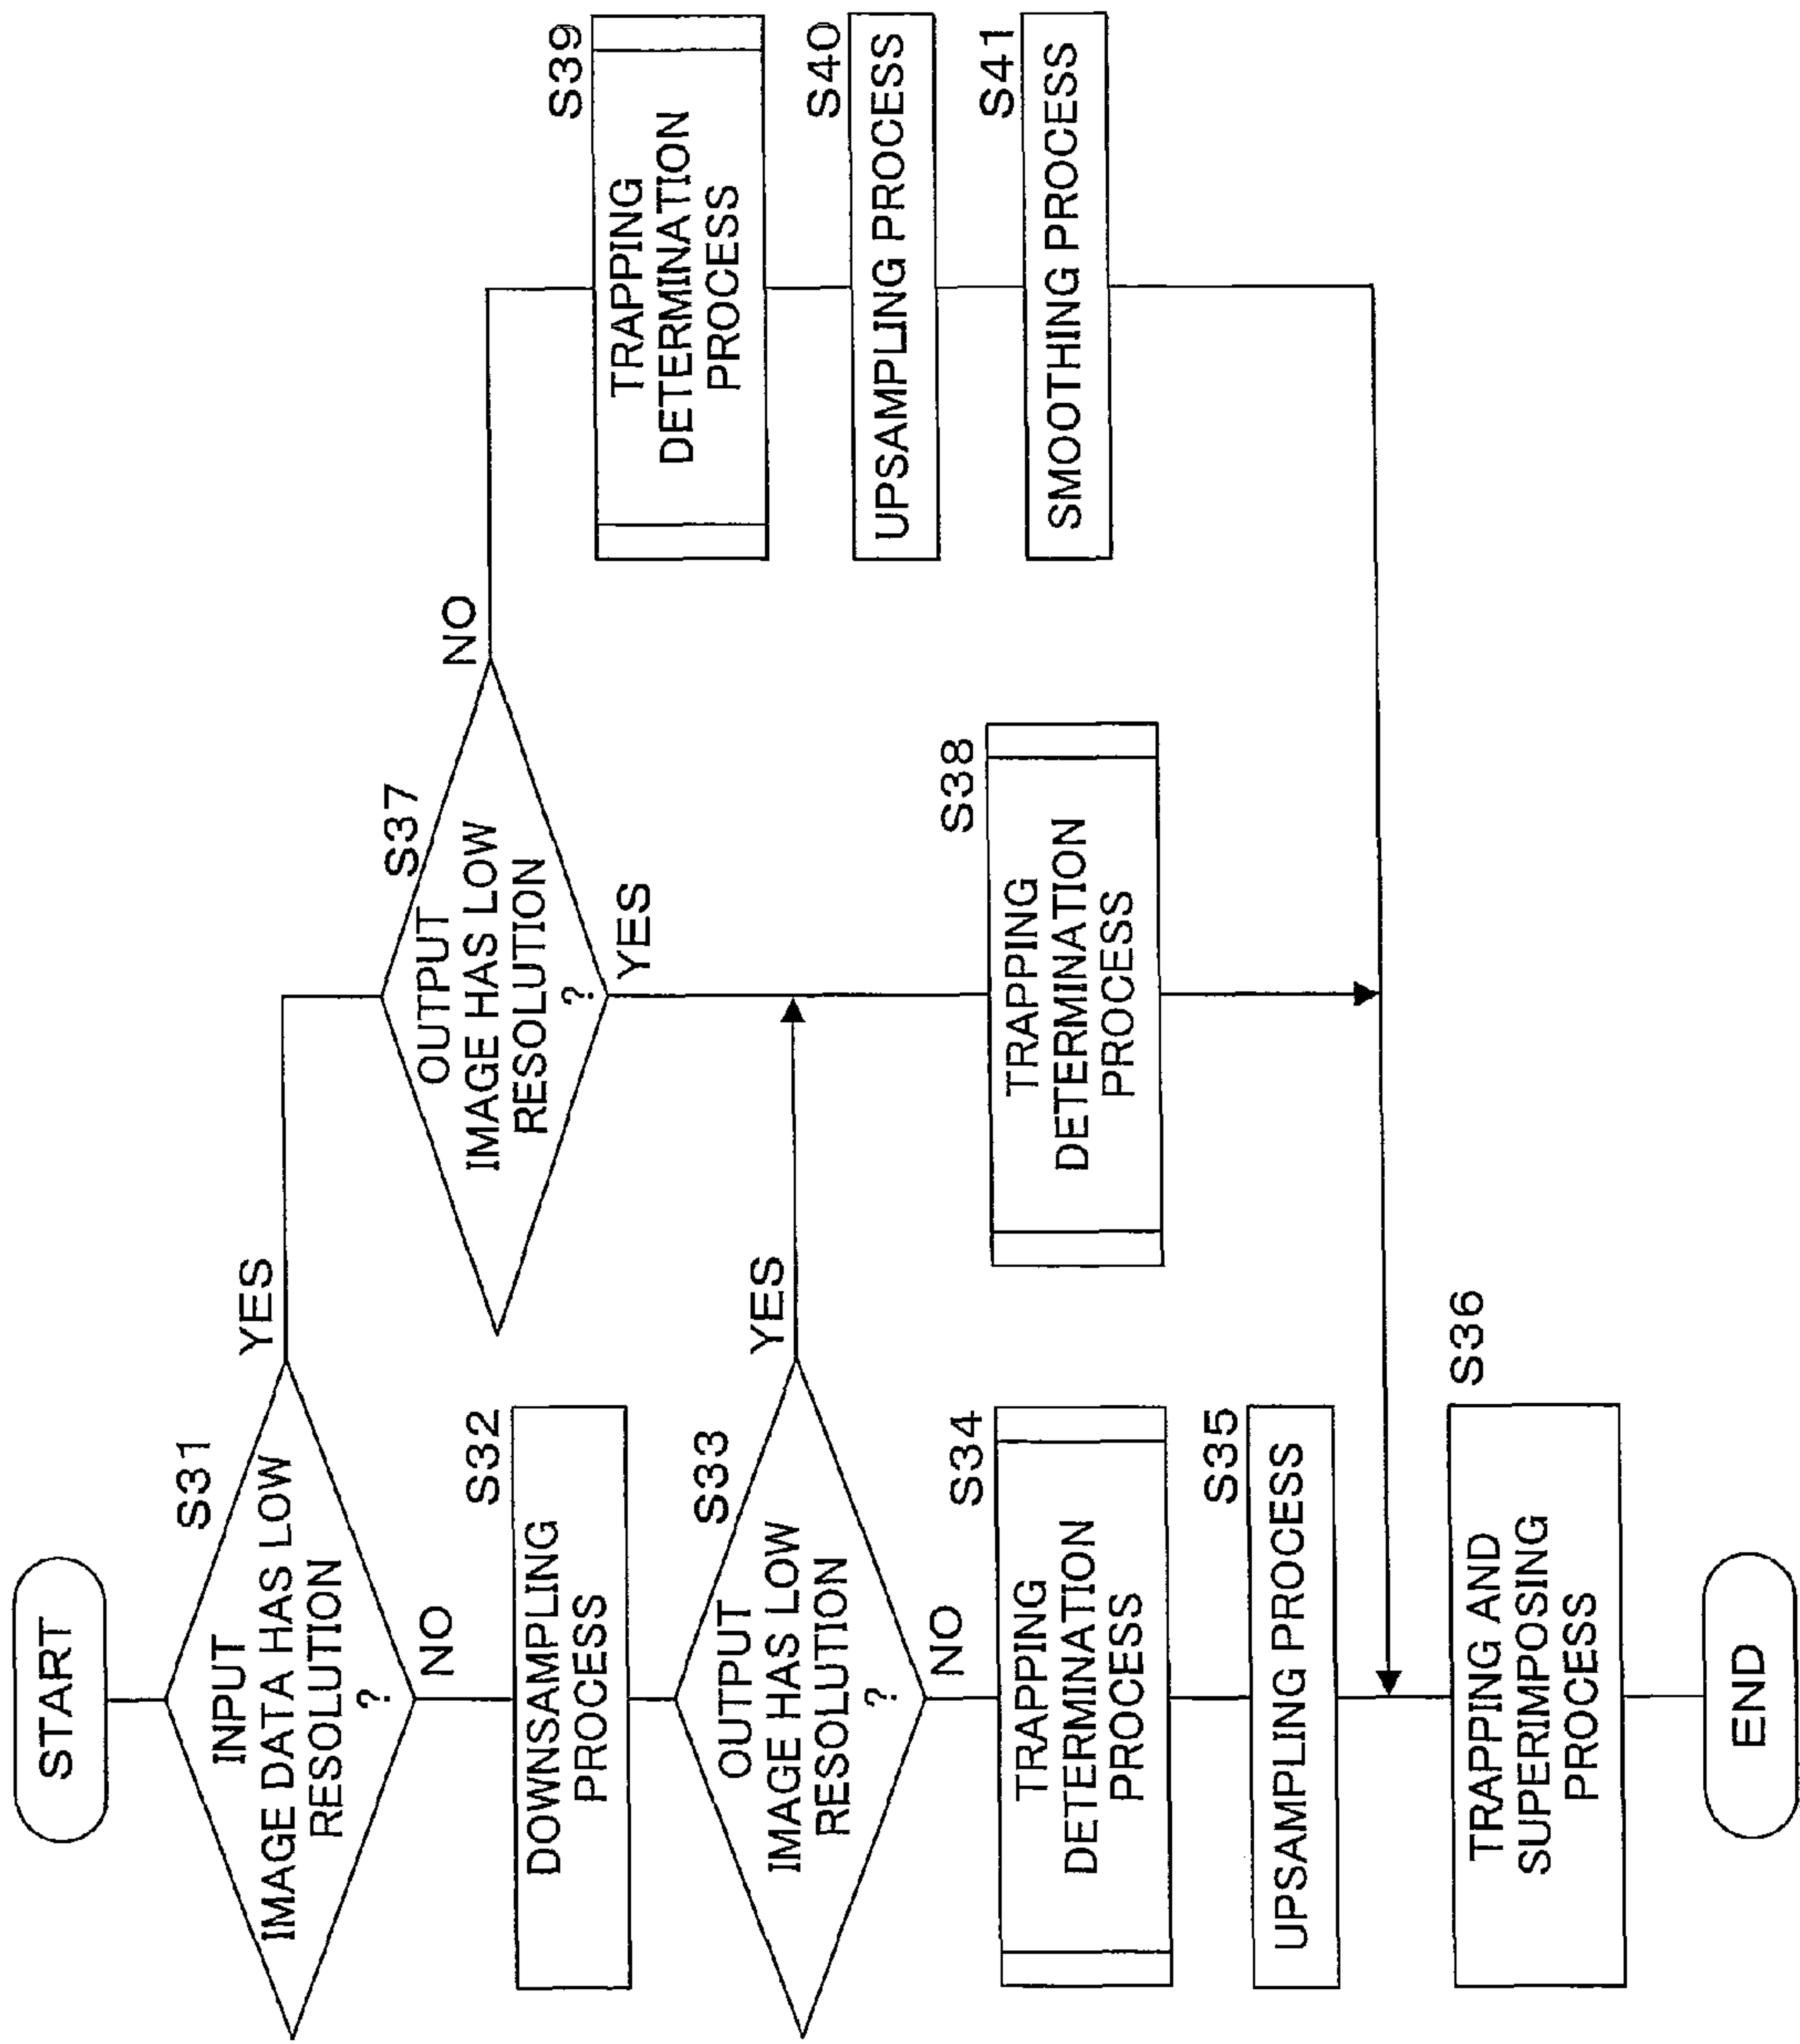 START
S31
INPUT
IMAGE DATA HAS LOW
RESOLUTION
?
YES
NO
S32
DOWNSAMPLING
PROCESS
S33
OUTPUT
IMAGE HAS LOW
RESOLUTION
?
YES
NO
S34
TRAPPING
DETERMINATION
PROCESS
S35
UPSAMPLING PROCESS
S36
TRAPPING AND
SUPERIMPOSING
PROCESS
END
S37
OUTPUT
IMAGE HAS LOW
RESOLUTION
?
NO
YES
S38
TRAPPING
DETERMINATION
PROCESS
S39
TRAPPING
DETERMINATION
PROCESS
S40
UPSAMPLING PROCESS
S41
SMOOTHING PROCESS